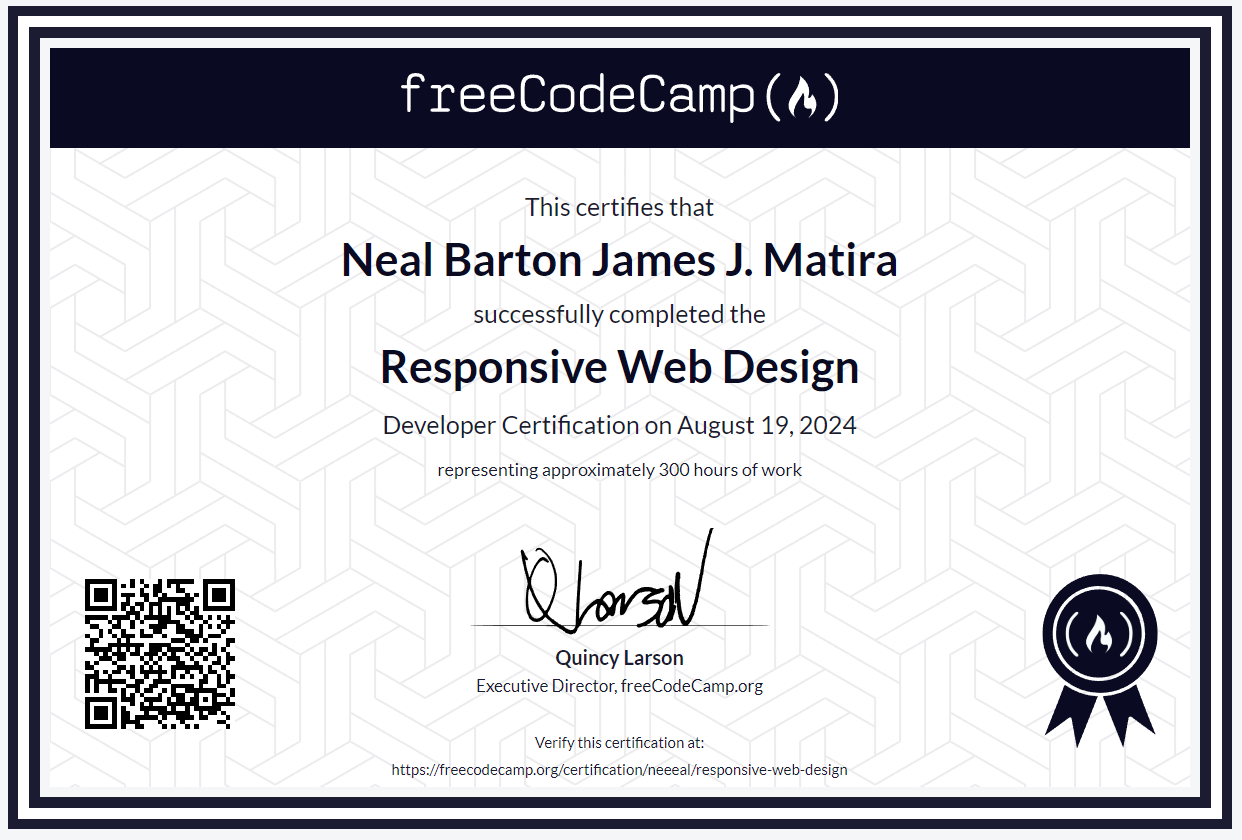 freeCodeCamp(🔥)
This certifies that
Neal Barton James J. Matira
successfully completed the
Responsive Web Design
Developer Certification on August 19, 2024
representing approximately 300 hours of work
Q Larson
Quincy Larson
Executive Director, freeCodeCamp.org
Verify this certification at:
https://freecodecamp.org/certification/neeeal/responsive-web-design